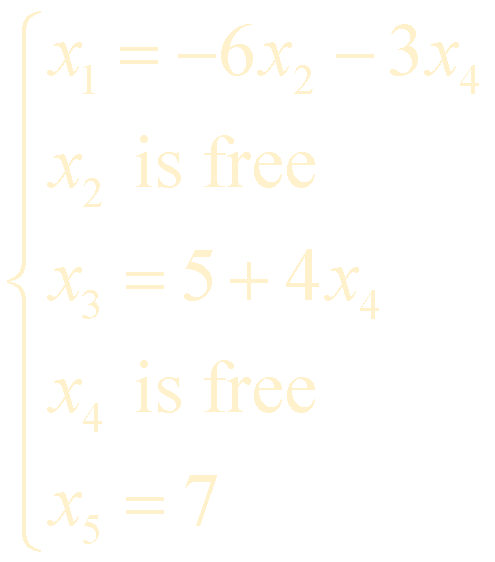 x₁ = −6x₂ − 3x₄
x₂ is free
x₃ = 5 + 4x₄
x₄ is free
x₅ = 7